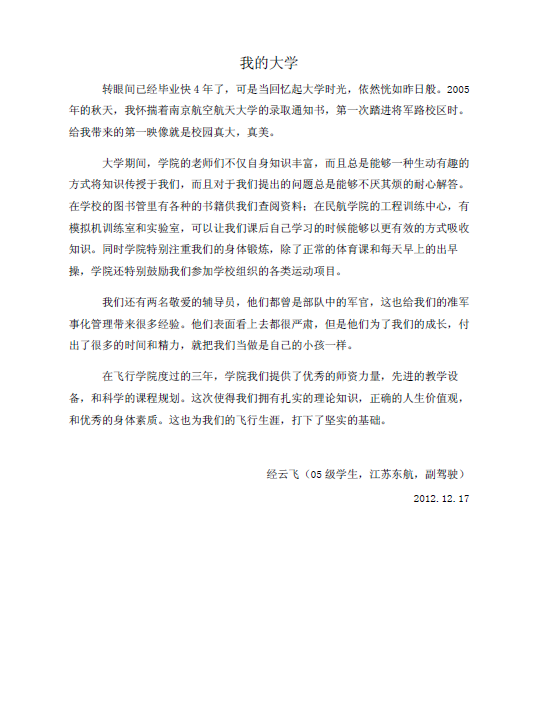 我的大学
转眼间已经毕业快 4 年了，可是当回忆起大学时光，依然恍如昨日般。2005
年的秋天，我怀揣着南京航空航天大学的录取通知书，第一次踏进将军路校区时。
给我带来的第一映像就是校园真大，真美。
大学期间，学院的老师们不仅自身知识丰富，而且总是能够一种生动有趣的
方式将知识传授于我们，而且对于我们提出的问题总是能够不厌其烦的耐心解答。
在学校的图书管里有各种的书籍供我们查阅资料；在民航学院的工程训练中心，有
模拟机训练室和实验室，可以让我们课后自己学习的时候能够以更有效的方式吸收
知识。同时学院特别注重我们的身体锻炼，除了正常的体育课和每天早上的出早
操，学院还特别鼓励我们参加学校组织的各类运动项目。
我们还有两名敬爱的辅导员，他们都曾是部队中的军官，这也给我们的准军
事化管理带来很多经验。他们表面看上去都很严肃，但是他们为了我们的成长，付
出了很多的时间和精力，就把我们当做是自己的小孩一样。
在飞行学院度过的三年，学院我们提供了优秀的师资力量，先进的教学设
备，和科学的课程规划。这次使得我们拥有扎实的理论知识，正确的人生价值观，
和优秀的身体素质。这也为我们的飞行生涯，打下了坚实的基础。
经云飞（05 级学生，江苏东航，副驾驶）
2012.12.17